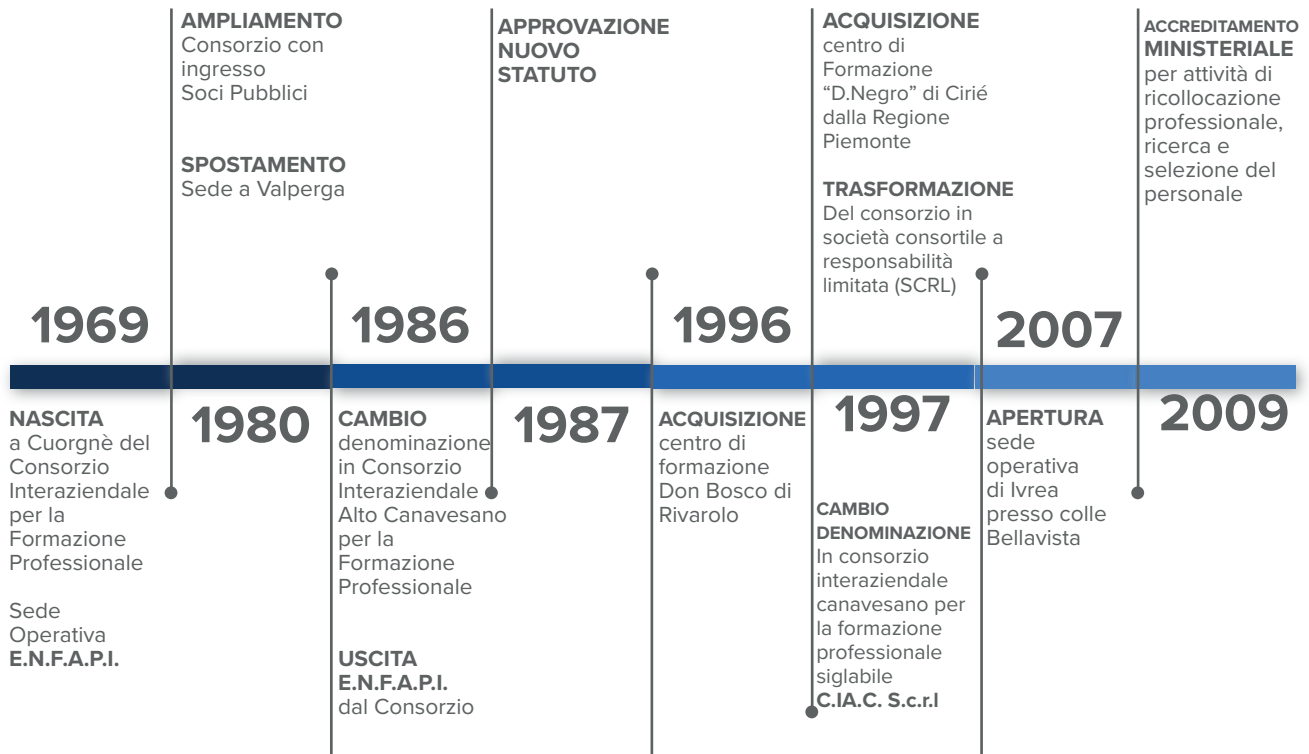 1969
NASCITA
a Cuorgnè del
Consorzio
Interaziendale
per la
Formazione
Professionale
Sede
Operativa
E.N.F.A.P.I.
AMPLIAMENTO
Consorzio con
ingresso
Soci Pubblici
SPOSTAMENTO
Sede a Valperga
1980
1986
CAMBIO
denominazione
in Consorzio
Interaziendale
Alto Canavesano
per la
Formazione
Professionale
USCITA
E.N.F.A.P.I.
dal Consorzio
APPROVAZIONE
NUOVO
STATUTO
1987
1996
ACQUISIZIONE
centro di
formazione
Don Bosco di
Rivarolo
ACQUISIZIONE
centro di
Formazione
“D.Negro” di Cirié
dalla Regione
Piemonte
TRASFORMAZIONE
Del consorzio in
società consortile a
responsabilità
limitata (SCRL)
1997
CAMBIO
DENOMINAZIONE
In consorzio
interaziendale
canavesano per
la formazione
professionale
siglabile
C.IA.C. S.c.r.l
2007
APERTURA
sede
operativa
di Ivrea
presso colle
Bellavista
ACCREDITAMENTO
MINISTERIALE
per attività di
ricollocazione
professionale,
ricerca e
selezione del
personale
2009